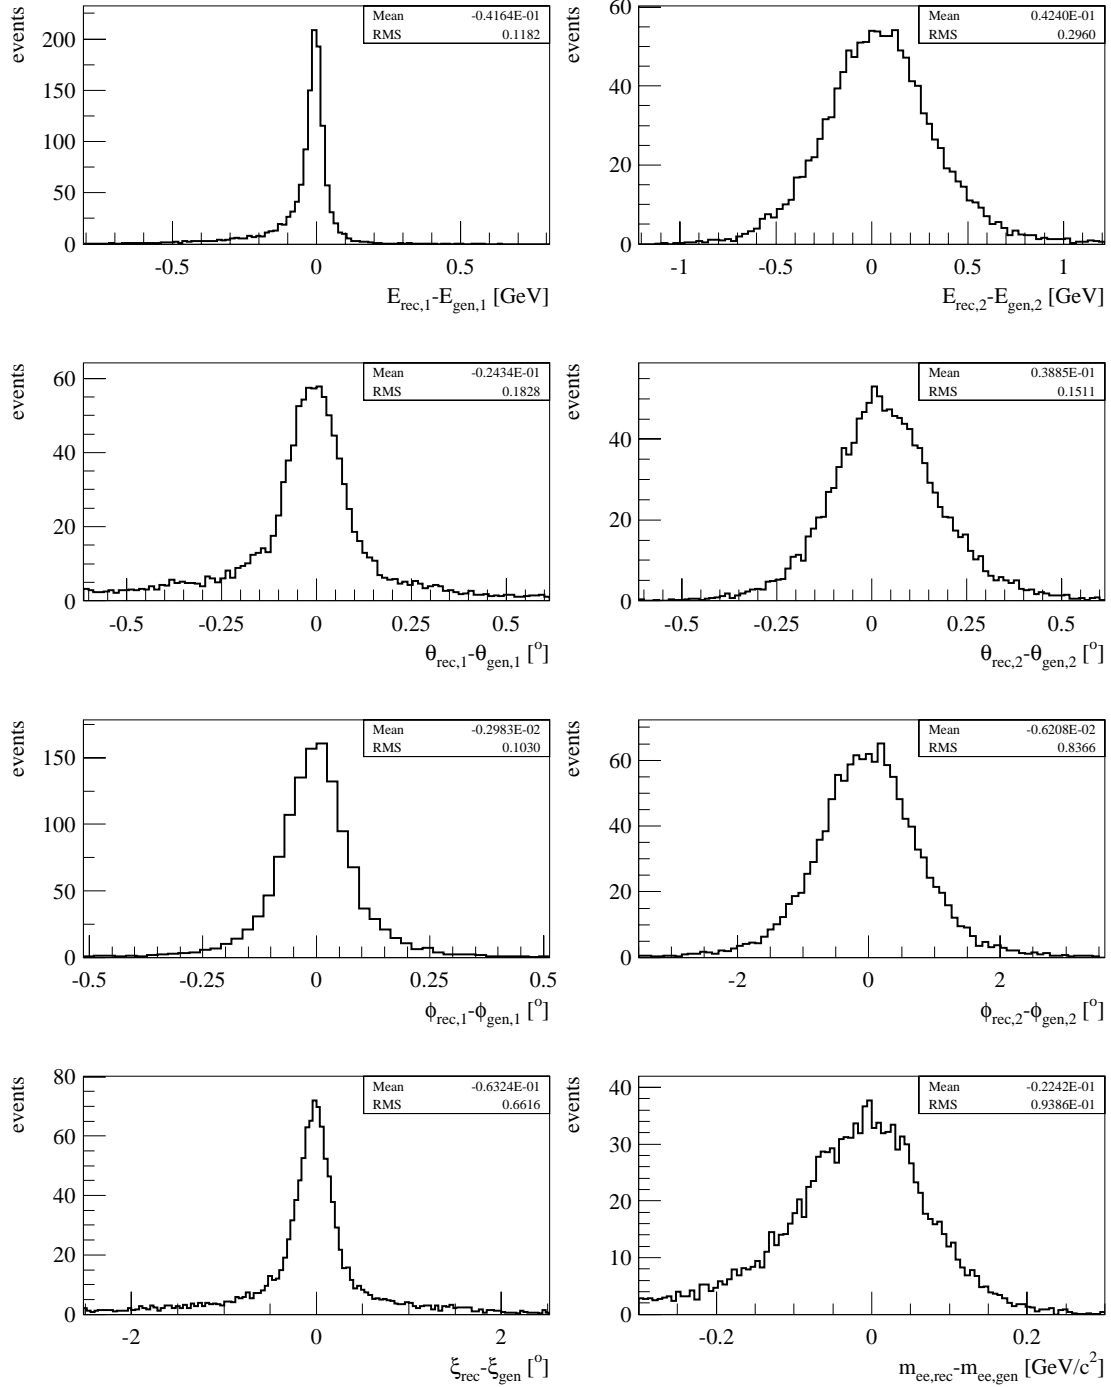 events
Mean -0.4164E-01
RMS 0.1182
200
150
100
50
0
-0.5 0 0.5
E_rec,1-E_gen,1 [GeV]
events
Mean 0.4240E-01
RMS 0.2960
60
40
20
0
-1 -0.5 0 0.5 1
E_rec,2-E_gen,2 [GeV]
events
Mean -0.2434E-01
RMS 0.1828
60
40
20
0
-0.5 -0.25 0 0.25 0.5
θ_rec,1-θ_gen,1 [°]
events
Mean 0.3885E-01
RMS 0.1511
40
20
0
-0.5 -0.25 0 0.25 0.5
θ_rec,2-θ_gen,2 [°]
events
Mean -0.2983E-02
RMS 0.1030
150
100
50
0
-0.5 -0.25 0 0.25 0.5
ϕ_rec,1-ϕ_gen,1 [°]
events
Mean -0.6208E-02
RMS 0.8366
60
40
20
0
-2 0 2
ϕ_rec,2-ϕ_gen,2 [°]
events
Mean -0.6324E-01
RMS 0.6616
80
60
40
20
0
-2 0 2
ξ_rec-ξ_gen [°]
events
Mean -0.2242E-01
RMS 0.9386E-01
40
30
20
10
0
-0.2 0 0.2
m_ee,rec-m_ee,gen [GeV/c²]